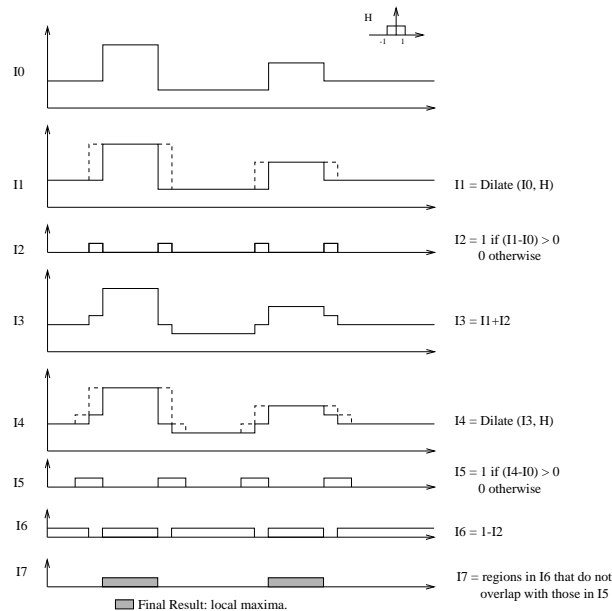 H
-1 1
I0
I1
I1 = Dilate (I0, H)
I2
I2 = 1 if (I1-I0) > 0
0 otherwise
I3
I3 = I1+I2
I4
I4 = Dilate (I3, H)
I5
I5 = 1 if (I4-I0) > 0
0 otherwise
I6
I6 = 1-I2
I7
I7 = regions in I6 that do not
overlap with those in I5
Final Result: local maxima.